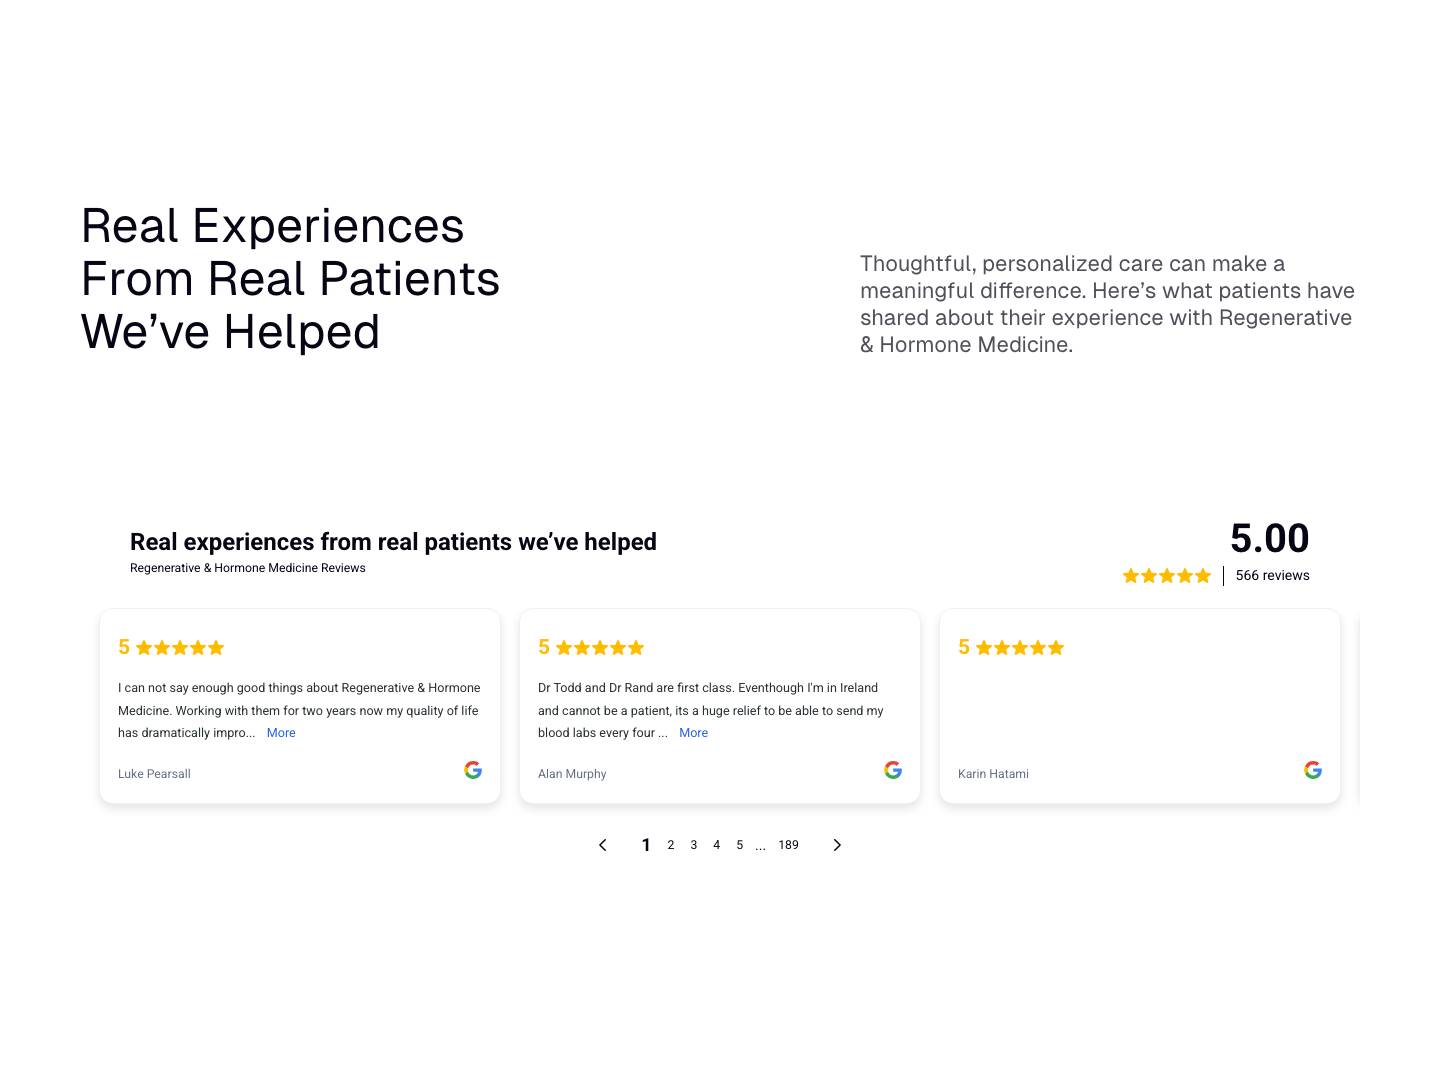 Real Experiences
From Real Patients
We’ve Helped
Thoughtful, personalized care can make a
meaningful difference. Here’s what patients have
shared about their experience with Regenerative
& Hormone Medicine.
Real experiences from real patients we’ve helped
Regenerative & Hormone Medicine Reviews
5.00
566 reviews
5
I can not say enough good things about Regenerative & Hormone
Medicine. Working with them for two years now my quality of life
has dramatically impro... More
Luke Pearsall
5
Dr Todd and Dr Rand are first class. Eventhough I'm in Ireland
and cannot be a patient, its a huge relief to be able to send my
blood labs every four ... More
Alan Murphy
5
Karin Hatami
1 2 3 4 5 ... 189